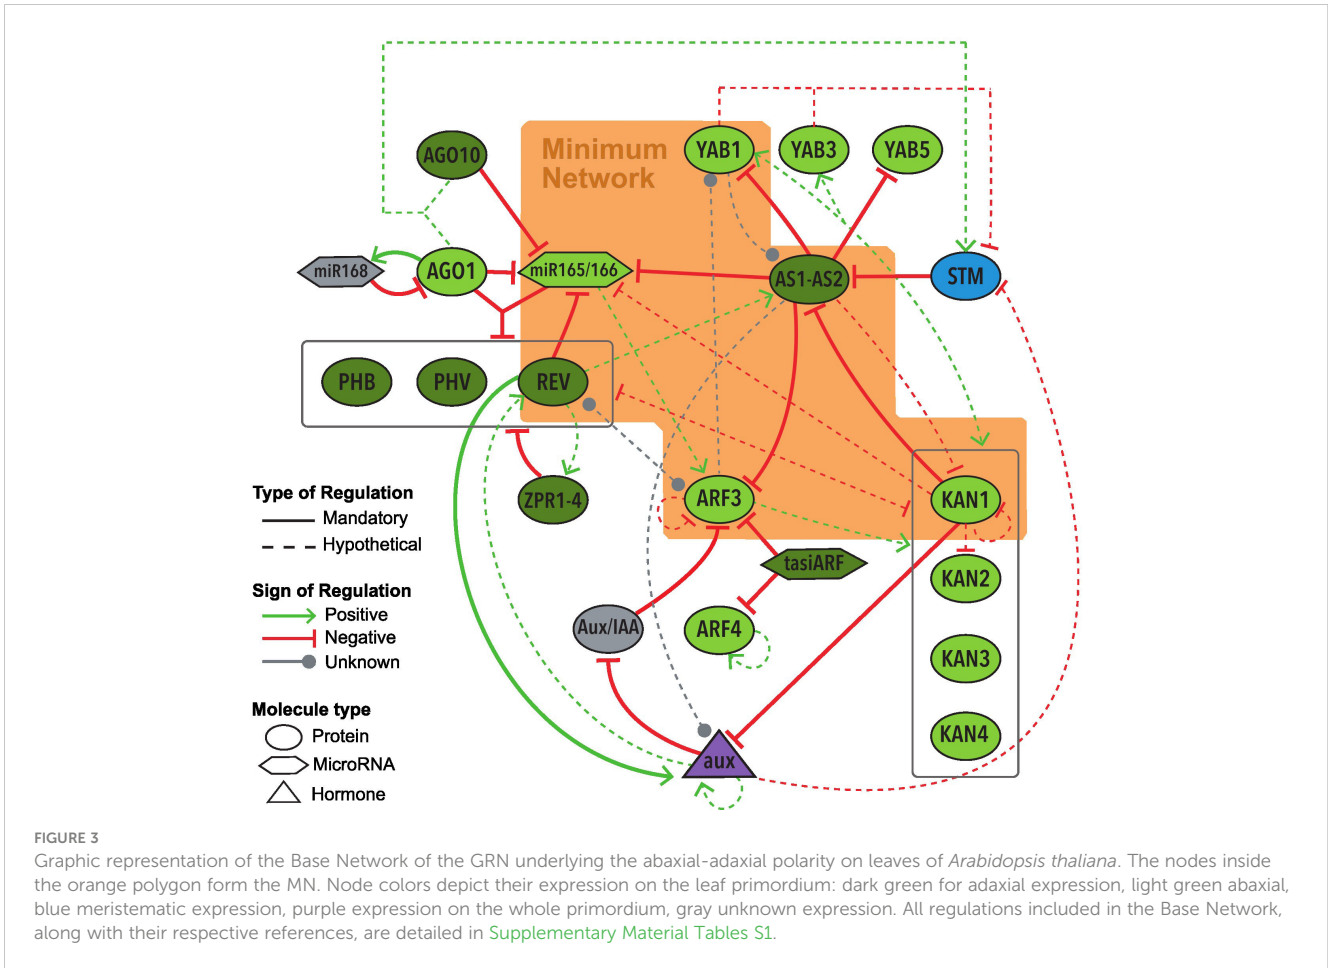 Minimum
Network
YAB1
YAB3
YAB5
AGO10
miR168
AGO1
miR165/166
AS1-AS2
STM
PHB
PHV
REV
ZPR1-4
ARF3
KAN1
tasiARF
KAN2
Aux/IAA
ARF4
KAN3
KAN4
aux
Type of Regulation
Mandatory
Hypothetical
Sign of Regulation
Positive
Negative
Unknown
Molecule type
Protein
MicroRNA
Hormone
FIGURE 3
Graphic representation of the Base Network of the GRN underlying the abaxial-adaxial polarity on leaves of Arabidopsis thaliana. The nodes inside
the orange polygon form the MN. Node colors depict their expression on the leaf primordium: dark green for adaxial expression, light green abaxial,
blue meristematic expression, purple expression on the whole primordium, gray unknown expression. All regulations included in the Base Network,
along with their respective references, are detailed in Supplementary Material Tables S1.